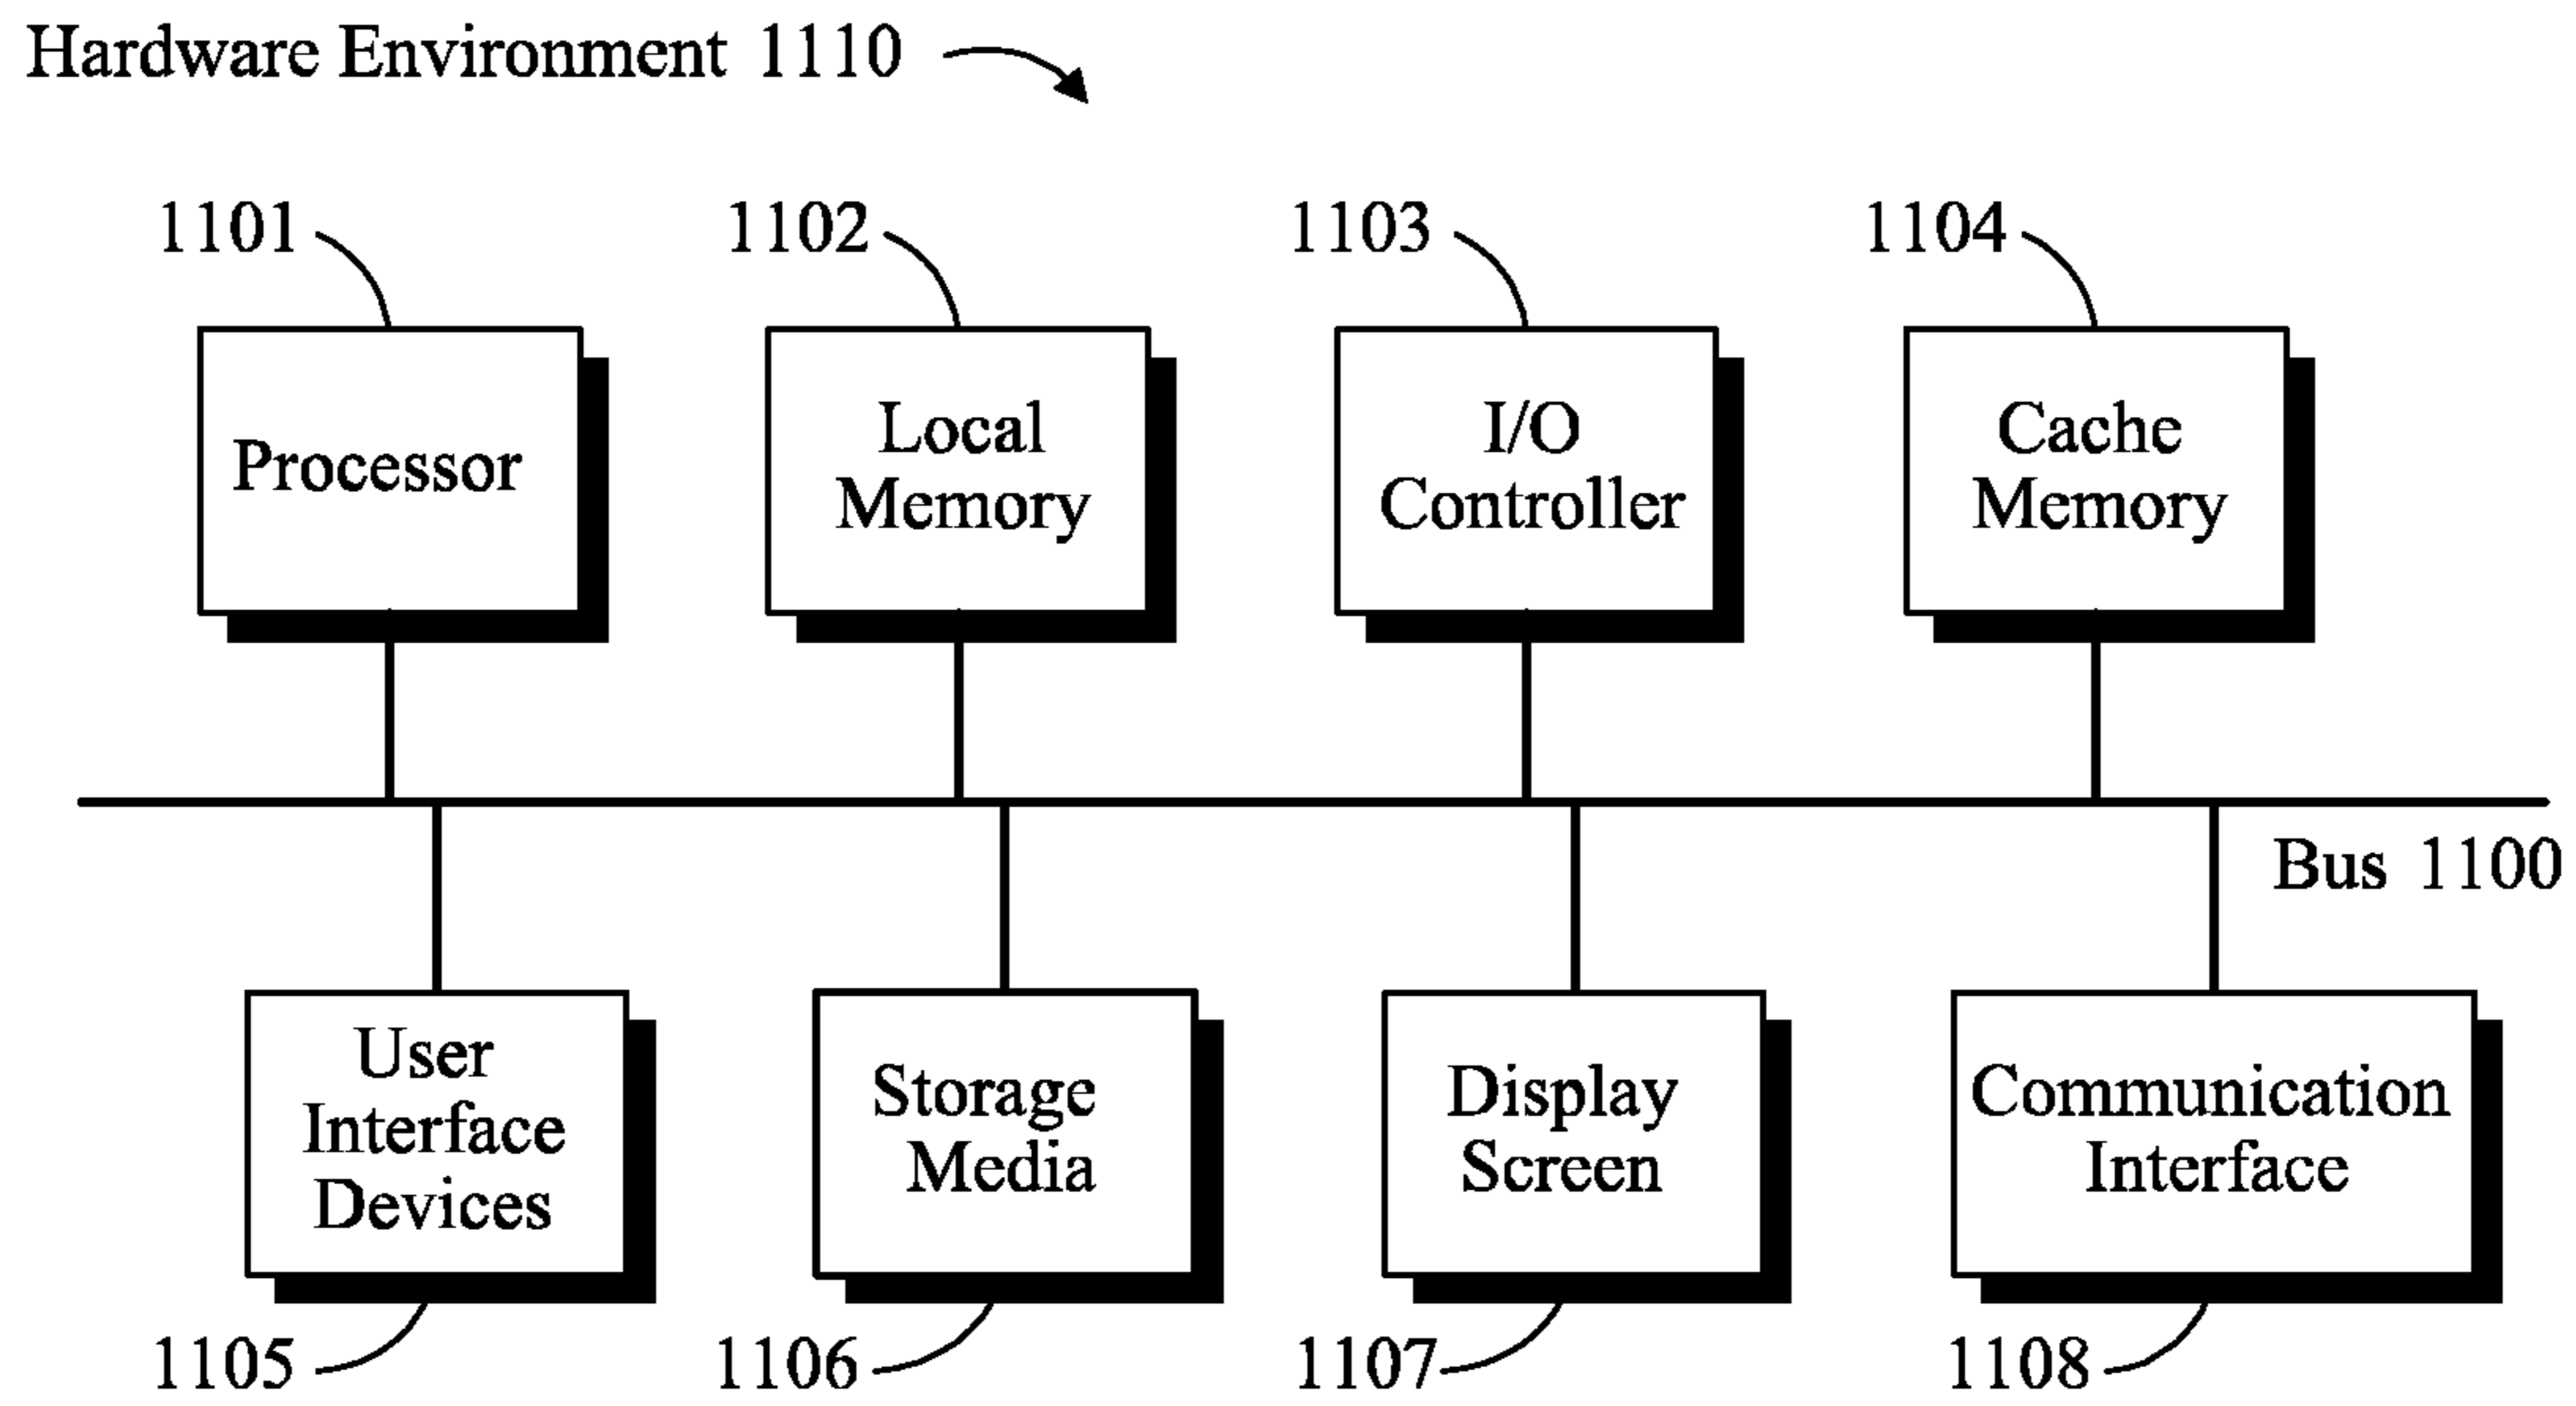 Hardware Environment 1110
1101
1102
1103
1104
Processor
Local
Memory
I/O
Controller
Cache
Memory
Bus 1100
User
Interface
Devices
Storage
Media
Display
Screen
Communication
Interface
1105
1106
1107
1108